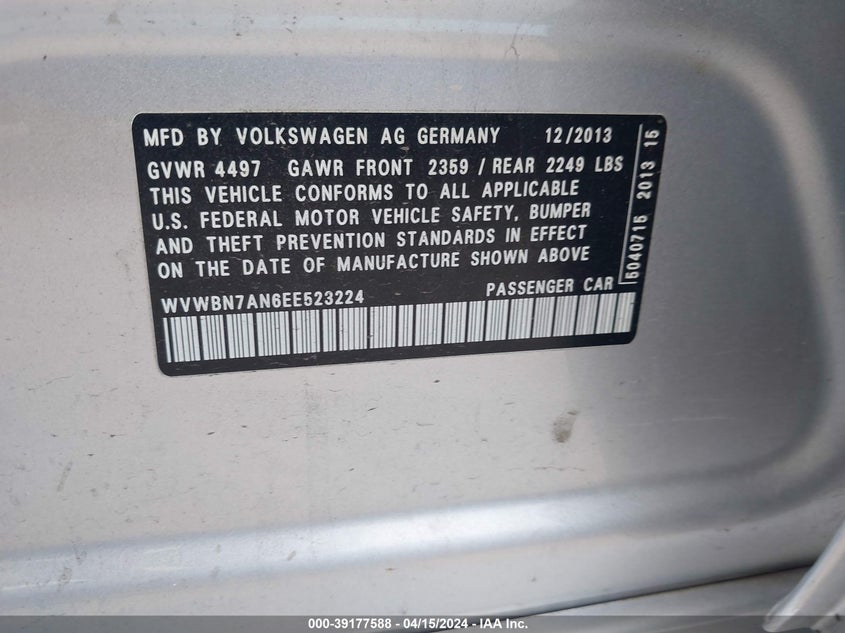 MFD BY VOLKSWAGEN AG GERMANY 12/2013
GVWR 4497 GAWR FRONT 2359 / REAR 2249 LBS
THIS VEHICLE CONFORMS TO ALL APPLICABLE
U.S. FEDERAL MOTOR VEHICLE SAFETY, BUMPER
AND THEFT PREVENTION STANDARDS IN EFFECT
ON THE DATE OF MANUFACTURE SHOWN ABOVE
WVWBN7AN6EE523224 PASSENGER CAR
5040715 2013 15
000-39177588 - 04/15/2024 - IAA Inc.